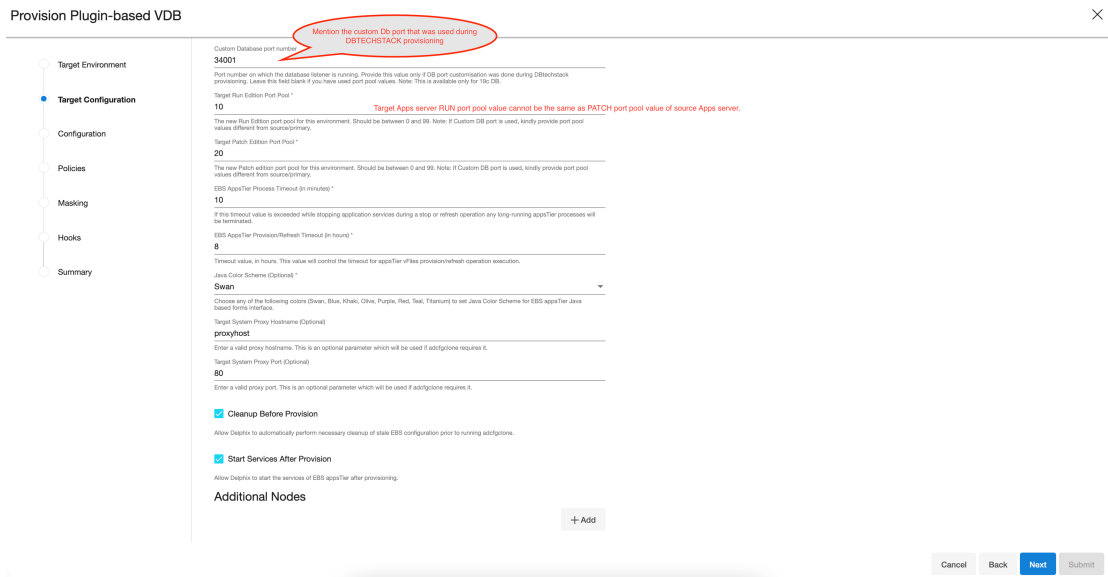 Provision Plugin-based VDB
Mention the custom Db port that was used during
DBTECHSTACK provisioning
Target Environment
Target Configuration
Configuration
Policies
Masking
Hooks
Summary
Custom Database port number
34001
Port number on which the database listener is running. Provide this value only if DB port customisation was done during DBtechstack
provisioning. Leave this field blank if you have used port pool values. Note: This is available only for 19c DB.
Target Run Edition Port Pool *
10
Target Apps server RUN port pool value cannot be the same as PATCH port pool value of source Apps server.
The new Run Edition port pool for this environment. Should be between 0 and 99. Note: If Custom DB port is used, kindly provide port pool
values different from source/primary.
Target Patch Edition Port Pool *
20
The new Patch edition port pool for this environment. Should be between 0 and 99. Note: If Custom DB port is used, kindly provide port pool
values different from source/primary.
EBS AppsTier Process Timeout (in minutes) *
10
If this timeout value is exceeded while stopping application services during a stop or refresh operation any long-running appsTier processes will
be terminated.
EBS AppsTier Provision/Refresh Timeout (in hours) *
8
Timeout value, in hours. This value will control the timeout for appsTier vFiles provision/refresh operation execution.
Java Color Scheme (Optional) *
Swan
Choose any of the following colors (Swan, Blue, Khaki, Olive, Purple, Red, Teal, Titanium) to set Java Color Scheme for EBS appsTier Java
based forms interface.
Target System Proxy Hostname (Optional)
proxyhost
Enter a valid proxy hostname. This is an optional parameter which will be used if adcfgclone requires it.
Target System Proxy Port (Optional)
80
Enter a valid proxy port. This is an optional parameter which will be used if adcfgclone requires it.
Cleanup Before Provision
Allow Delphix to automatically perform necessary cleanup of stale EBS configuration prior to running adcfgclone.
Start Services After Provision
Allow Delphix to start the services of EBS appsTier after provisioning.
Additional Nodes
+ Add
Cancel
Back
Next
Submit